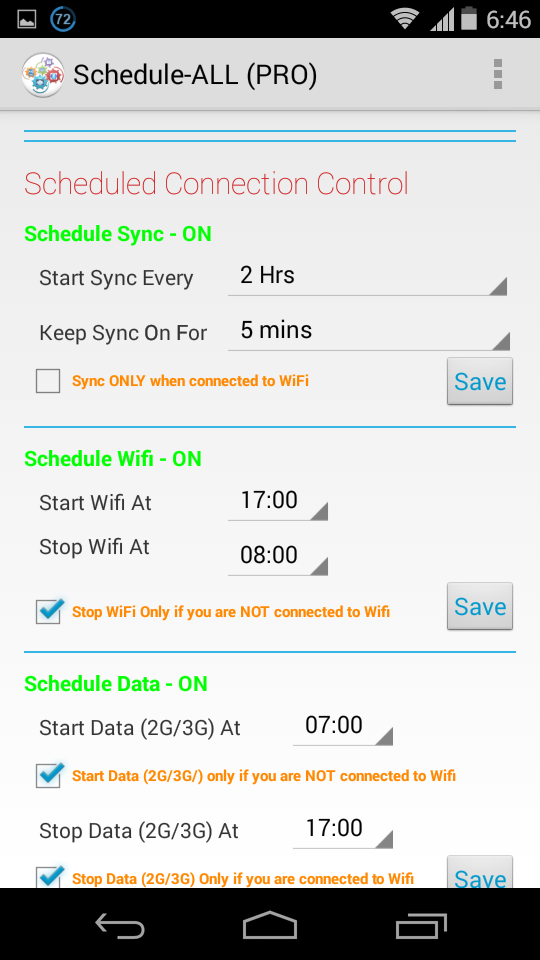 72 6:46
Schedule-ALL (PRO)
Scheduled Connection Control
Schedule Sync - ON
Start Sync Every 2 Hrs
Keep Sync On For 5 mins
Sync ONLY when connected to WiFi Save
Schedule Wifi - ON
Start Wifi At 17:00
Stop Wifi At 08:00
Stop WiFi Only if you are NOT connected to Wifi Save
Schedule Data - ON
Start Data (2G/3G) At 07:00
Start Data (2G/3G/) only if you are NOT connected to Wifi
Stop Data (2G/3G) At 17:00
Stop Data (2G/3G) Only if you are connected to Wifi Save